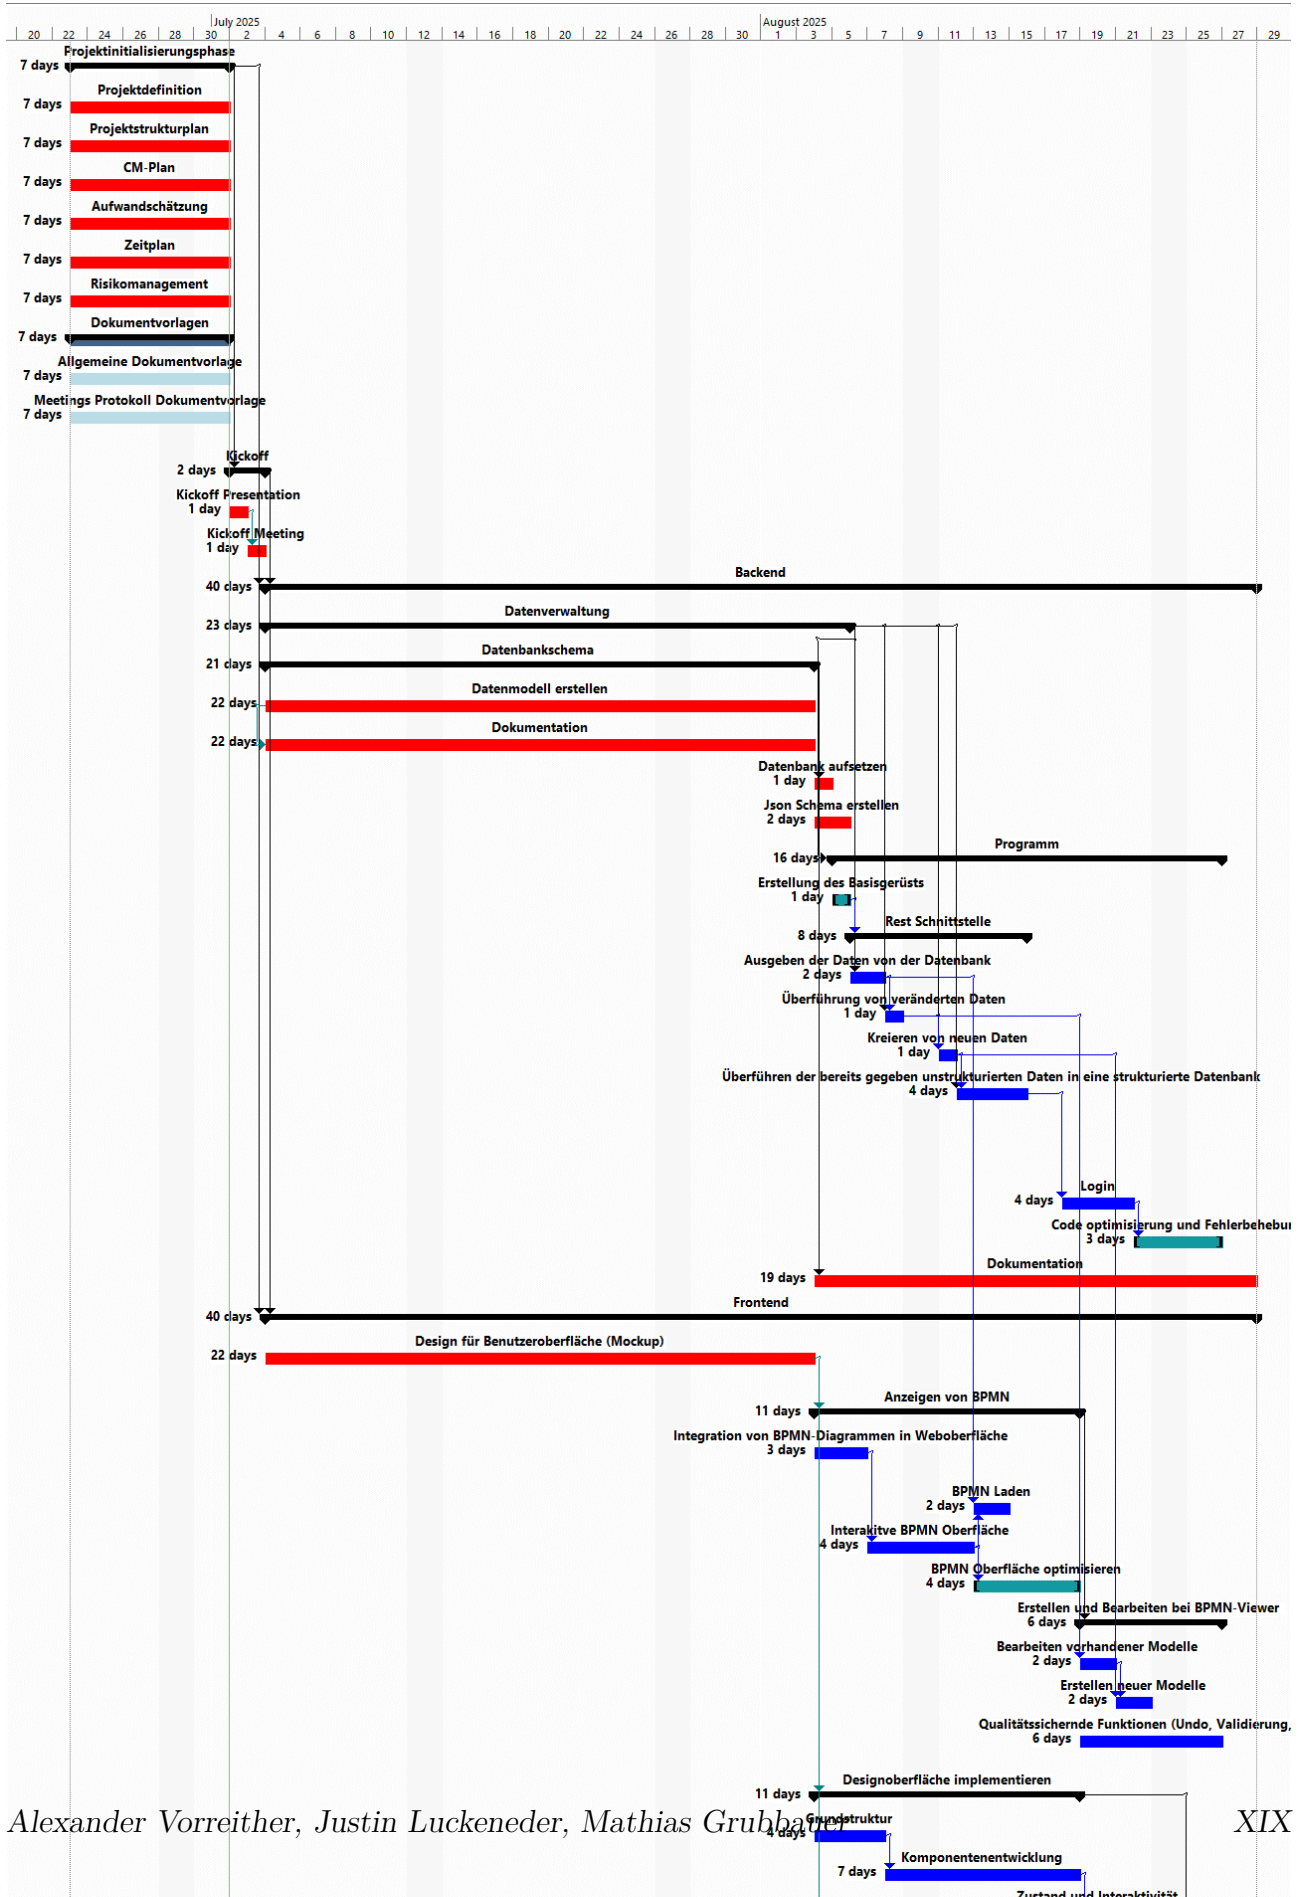 July 2025 August 2025
20 22 24 26 28 30 2 4 6 8 10 12 14 16 18 20 22 24 26 28 30 1 3 5 7 9 11 13 15 17 19 21 23 25 27 29
Projektinitialisierungsphase
7 days
Projektdefinition
7 days
Projektstrukturplan
7 days
CM-Plan
7 days
Aufwandschätzung
7 days
Zeitplan
7 days
Risikomanagement
7 days
Dokumentvorlagen
7 days
Allgemeine Dokumentvorlage
7 days
Meetings Protokoll Dokumentvorlage
7 days
Kickoff
2 days
Kickoff Presentation
1 day
Kickoff Meeting
1 day
Backend
40 days
Datenverwaltung
23 days
Datenbankschema
21 days
Datenmodell erstellen
22 days
Dokumentation
22 days
Datenbank aufsetzen
1 day
Json Schema erstellen
2 days
Programm
16 days
Erstellung des Basisgerüsts
1 day
Rest Schnittstelle
8 days
Ausgeben der Daten von der Datenbank
2 days
Überführung von veränderten Daten
1 day
Kreieren von neuen Daten
1 day
Überführen der bereits gegeben unstrukturierten Daten in eine strukturierte Datenbank
4 days
Login
4 days
Code optimisierung und Fehlerbehebun
3 days
Dokumentation
19 days
Frontend
40 days
Design für Benutzeroberfläche (Mockup)
22 days
Anzeigen von BPMN
11 days
Integration von BPMN-Diagrammen in Weboberfläche
3 days
BPMN Laden
2 days
Interakitve BPMN Oberfläche
4 days
BPMN Oberfläche optimisieren
4 days
Erstellen und Bearbeiten bei BPMN-Viewer
6 days
Bearbeiten vorhandener Modelle
2 days
Erstellen neuer Modelle
2 days
Qualitätssichernde Funktionen (Undo, Validierung,
6 days
Designoberfläche implementieren
11 days
Grundstruktur
4 days
Alexander Vorreither, Justin Luckeneder, Mathias Grubbauer XIX
Komponentenentwicklung
7 days
Zustand und Interaktivität